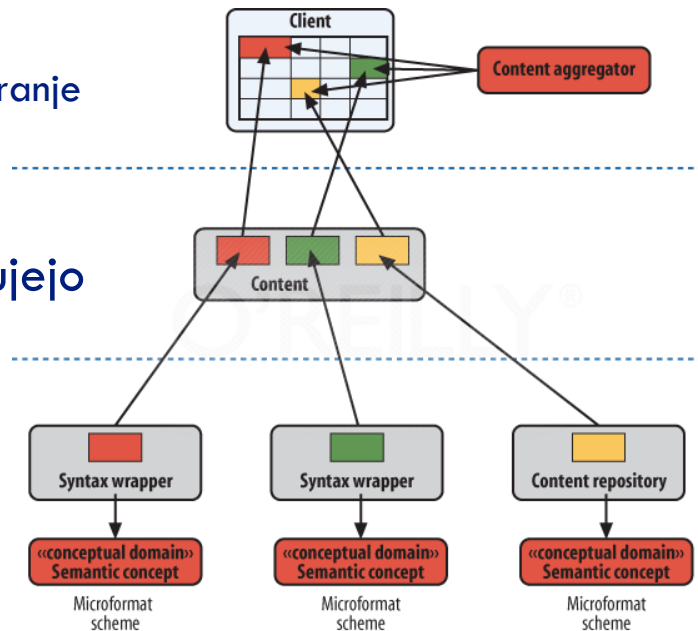 Client
ranje
Content aggregator
ujejo
Content
O'REILLY®
Syntax wrapper
Syntax wrapper
Content repository
«conceptual domain»
Semantic concept
«conceptual domain»
Semantic concept
«conceptual domain»
Semantic concept
Microformat
scheme
Microformat
scheme
Microformat
scheme